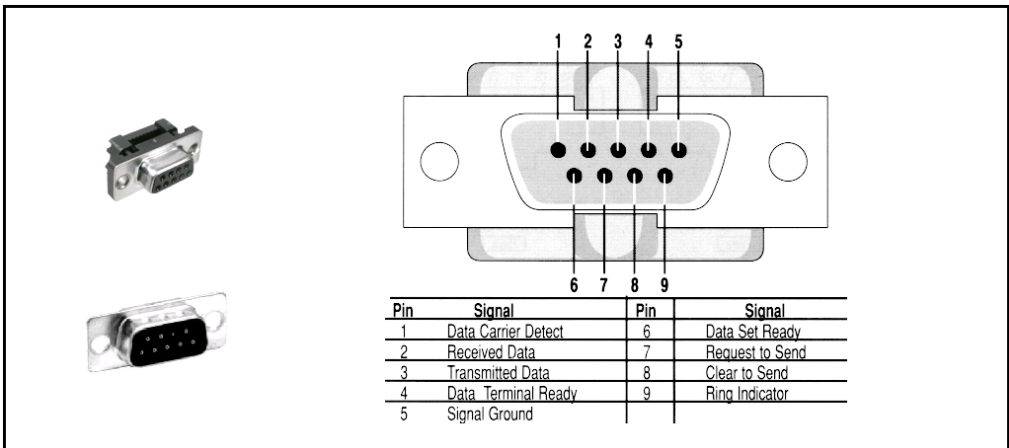 1 2 3 4 5
6 7 8 9
Pin Signal Pin Signal
1 Data Carrier Detect 6 Data Set Ready
2 Received Data 7 Request to Send
3 Transmitted Data 8 Clear to Send
4 Data Terminal Ready 9 Ring Indicator
5 Signal Ground